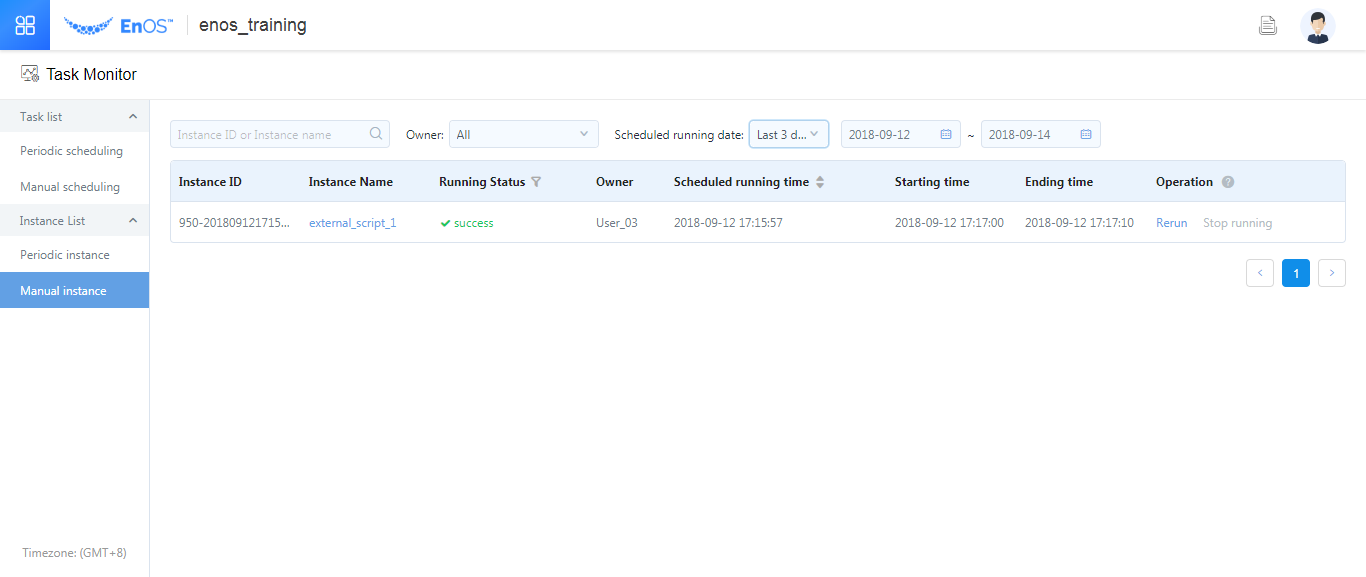 EnOS™ enos_training
Task Monitor
Task list
Periodic scheduling
Manual scheduling
Instance List
Periodic instance
Manual instance
Timezone: (GMT+8)
Instance ID or Instance name Owner: All Scheduled running date: Last 3 d... 2018-09-12 ~ 2018-09-14
Instance ID Instance Name Running Status Owner Scheduled running time Starting time Ending time Operation ?
950-201809121715... external_script_1 success User_03 2018-09-12 17:15:57 2018-09-12 17:17:00 2018-09-12 17:17:10 Rerun Stop running
< 1 >